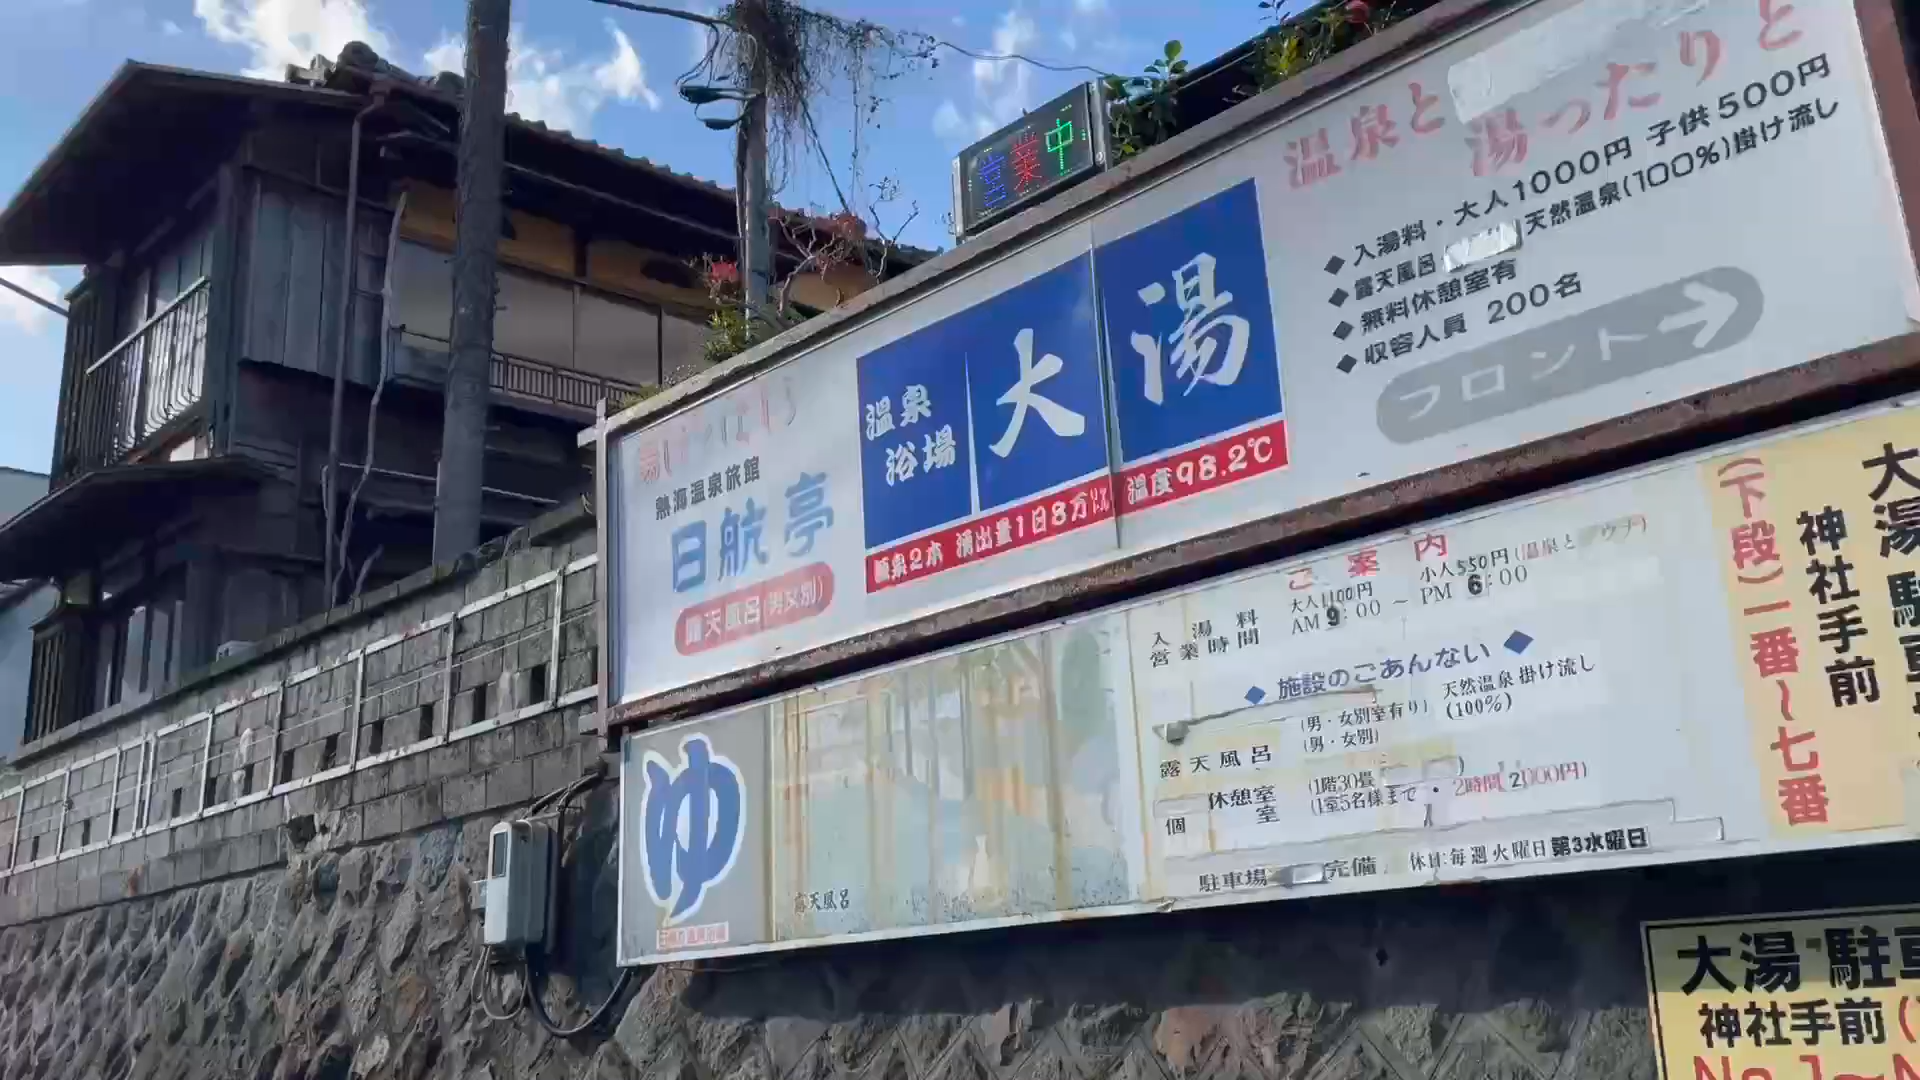 営業中
温泉と
湯ったりと
◆入湯料・大人1000円 子供500円
◆露天風呂 天然温泉(100%)掛け流し
◆無料休憩室有
◆収容人員 200名
フロント→
温泉浴場 大湯
源泉2本 湧出量1日8万 温度98.2℃
熱海温泉旅館
日航亭
露天風呂(男女別)
ゆ
露天風呂
ご案内
入湯料 大人1100円 小人550円(温泉と
営業時間 AM 9:00 ~ PM 6:00
◆施設のごあんない◆
(男・女別室有り) 天然温泉 掛け流し
露天風呂 (男・女別) (100%)
休憩室 (1階30畳
個室 (1室5名様まで・2時間2000円)
駐車場 完備 休日:毎週火曜日 第3水曜日
大湯駐車
神社手前
(下段)一番~七番
大湯 駐車
神社手前(
No.1~